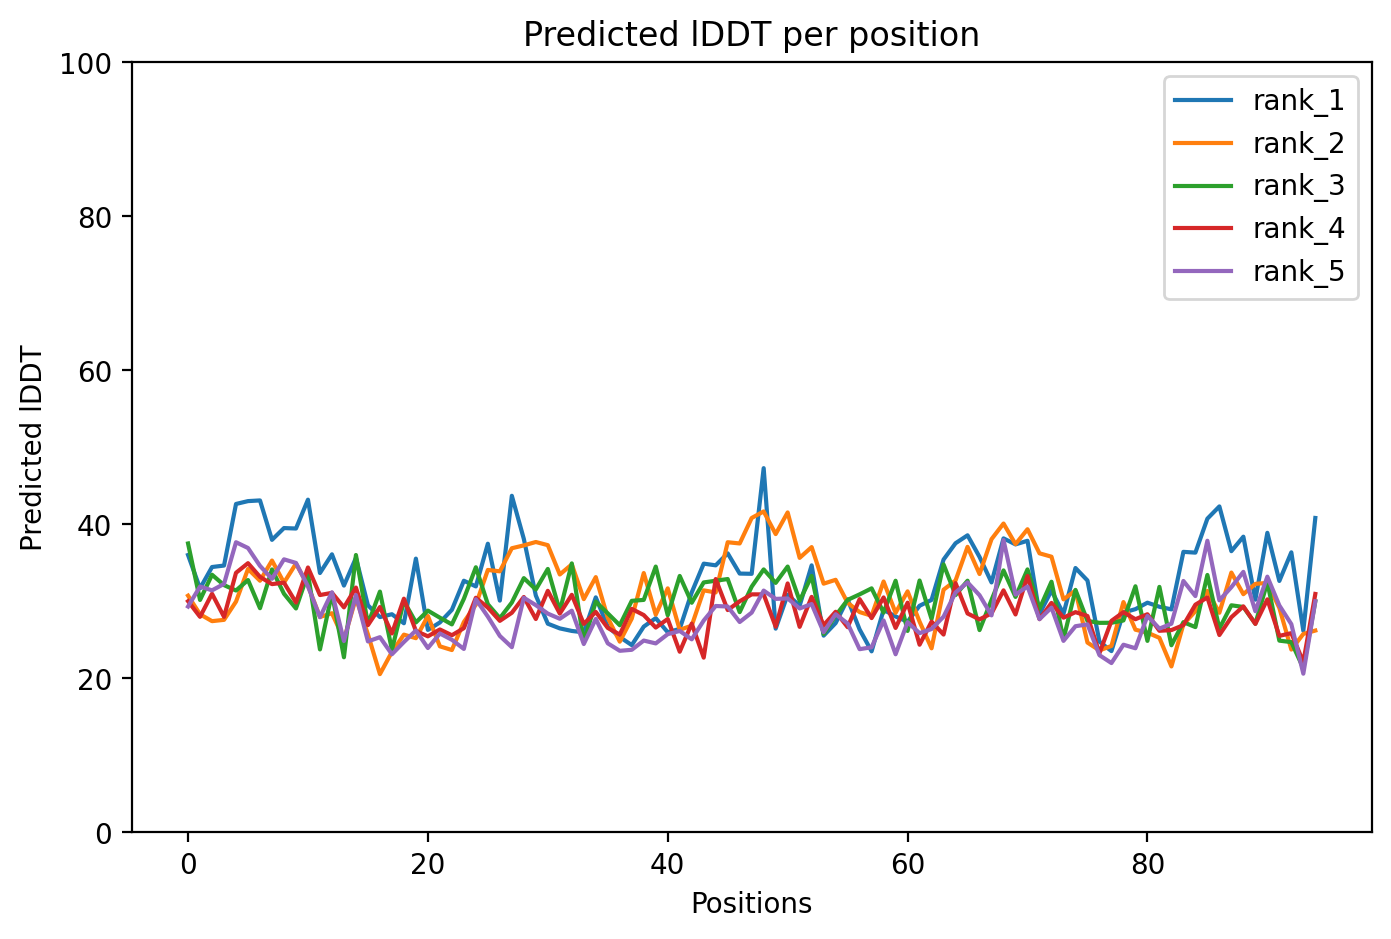 Predicted lDDT per position
100
80
60
40
20
0
Predicted lDDT
rank_1
rank_2
rank_3
rank_4
rank_5
0 20 40 60 80
Positions